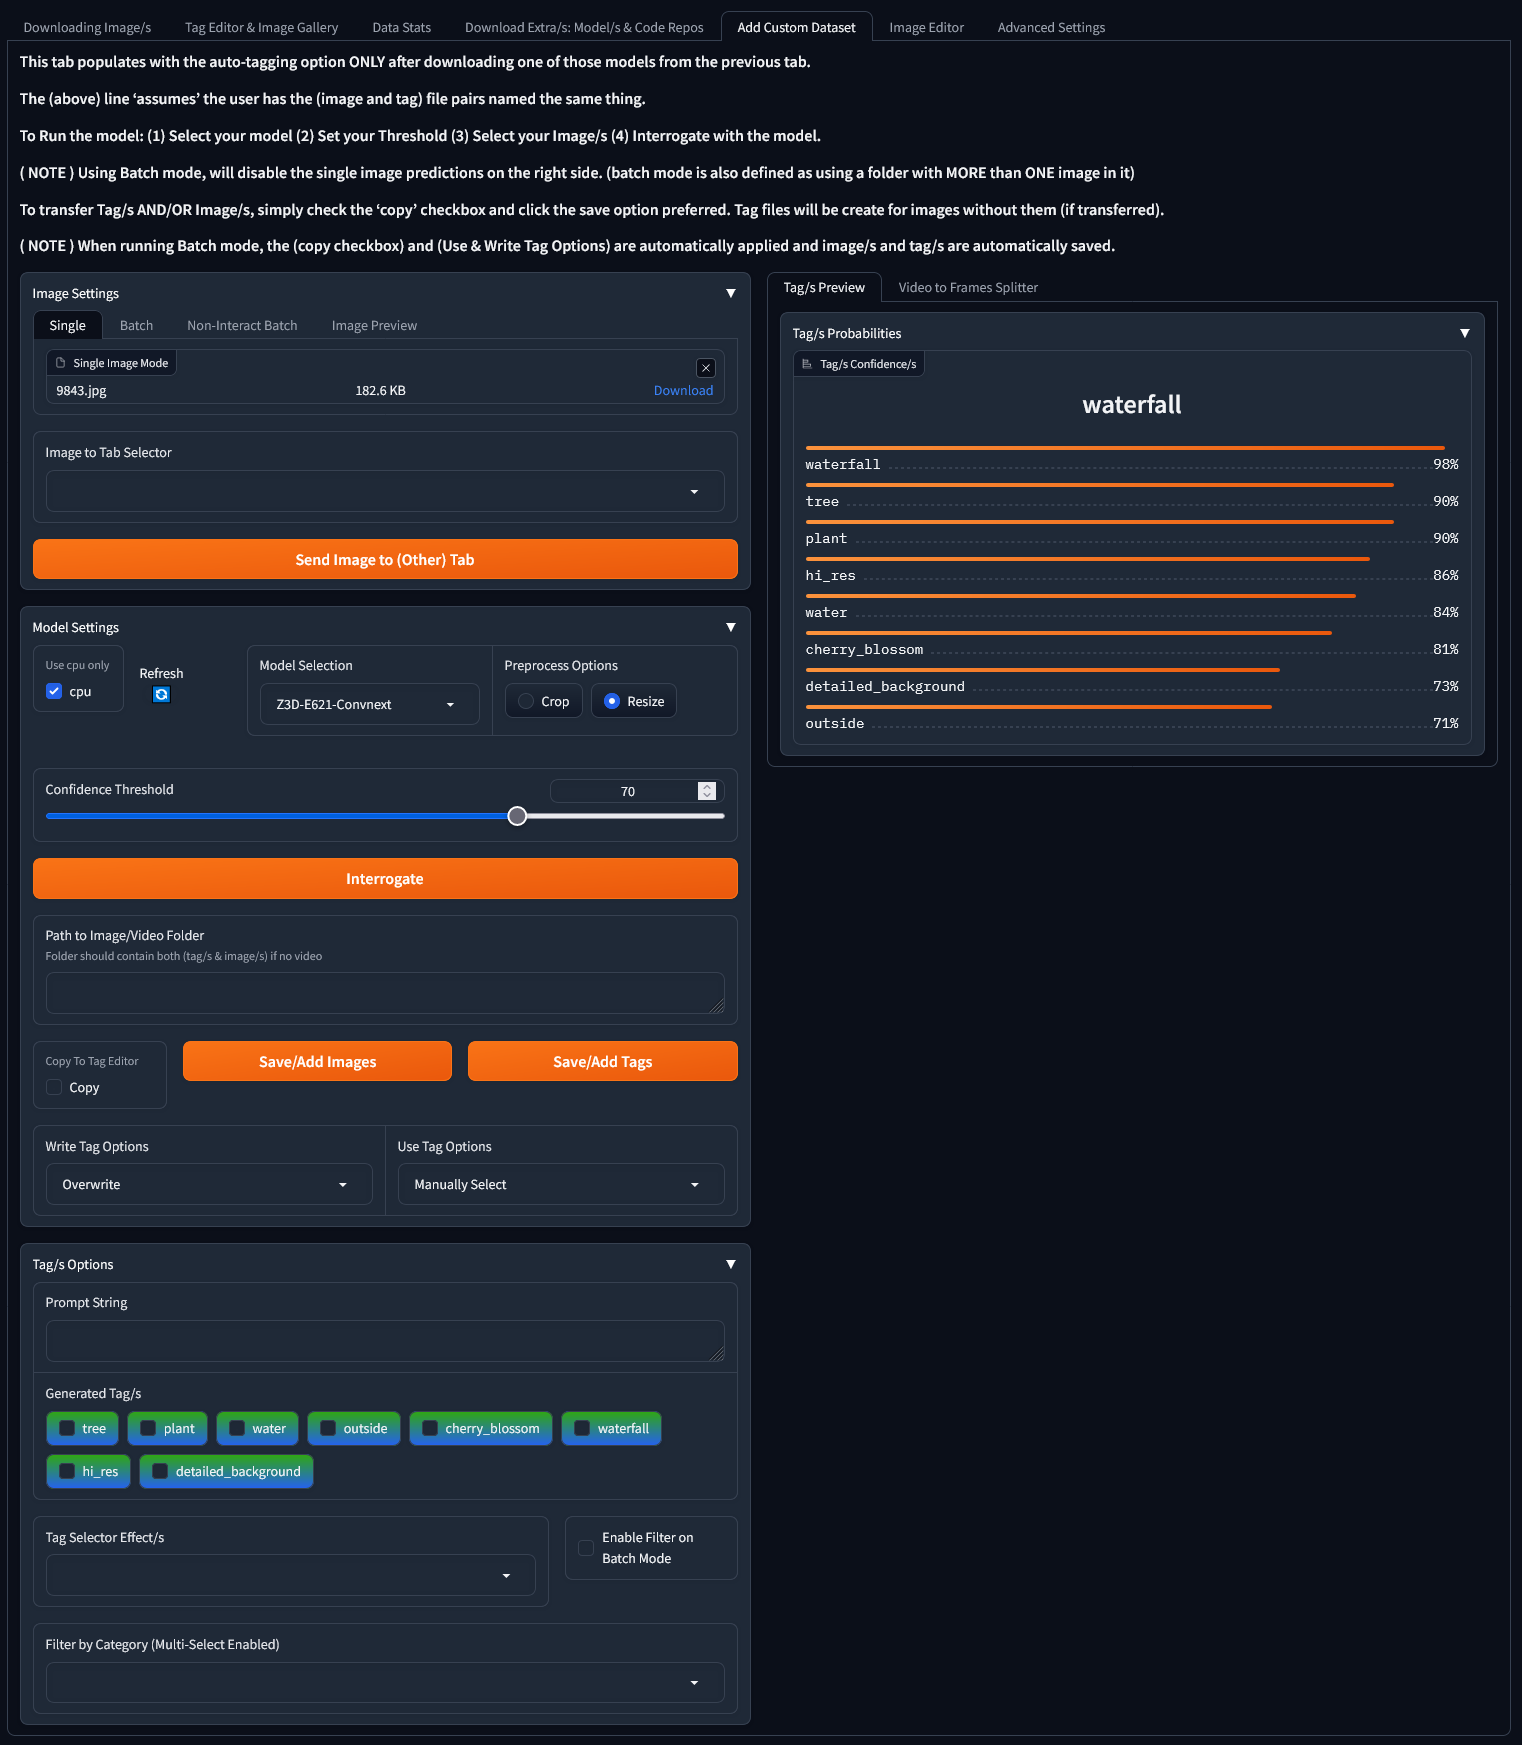 Downloading Image/s Tag Editor & Image Gallery Data Stats Download Extra/s: Model/s & Code Repos Add Custom Dataset Image Editor Advanced Settings
This tab populates with the auto-tagging option ONLY after downloading one of those models from the previous tab.
The (above) line ‘assumes’ the user has the (image and tag) file pairs named the same thing.
To Run the model: (1) Select your model (2) Set your Threshold (3) Select your Image/s (4) Interrogate with the model.
( NOTE ) Using Batch mode, will disable the single image predictions on the right side. (batch mode is also defined as using a folder with MORE than ONE image in it)
To transfer Tag/s AND/OR Image/s, simply check the ‘copy’ checkbox and click the save option preferred. Tag files will be create for images without them (if transferred).
( NOTE ) When running Batch mode, the (copy checkbox) and (Use & Write Tag Options) are automatically applied and image/s and tag/s are automatically saved.
Image Settings ▼
Single Batch Non-Interact Batch Image Preview
Single Image Mode
9843.jpg 182.6 KB Download
Image to Tab Selector
Send Image to (Other) Tab
Model Settings ▼
Use cpu only
cpu
Refresh
Model Selection
Z3D-E621-Convnext
Preprocess Options
Crop Resize
Confidence Threshold 70
Interrogate
Path to Image/Video Folder
Folder should contain both (tag/s & image/s) if no video
Copy To Tag Editor
Copy
Save/Add Images Save/Add Tags
Write Tag Options
Overwrite
Use Tag Options
Manually Select
Tag/s Options ▼
Prompt String
Generated Tag/s
tree plant water outside cherry_blossom waterfall
hi_res detailed_background
Tag Selector Effect/s
Enable Filter on
Batch Mode
Filter by Category (Multi-Select Enabled)
Tag/s Preview Video to Frames Splitter
Tag/s Probabilities ▼
Tag/s Confidence/s
waterfall
waterfall 98%
tree 90%
plant 90%
hi_res 86%
water 84%
cherry_blossom 81%
detailed_background 73%
outside 71%